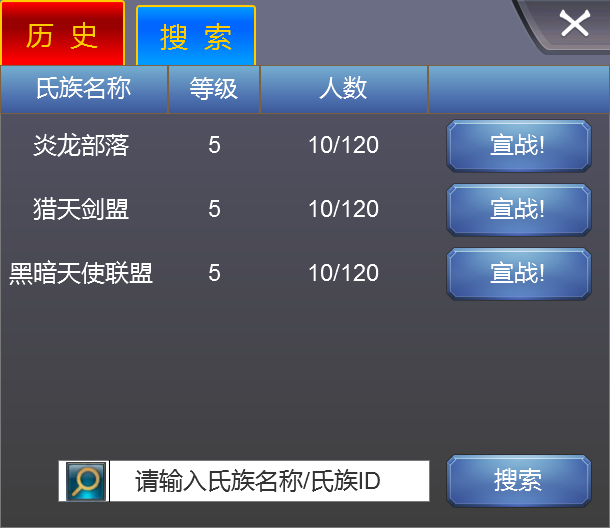 历 史 搜 索
氏族名称 等级 人数
炎龙部落 5 10/120 宣战!
猎天剑盟 5 10/120 宣战!
黑暗天使联盟 5 10/120 宣战!
请输入氏族名称/氏族ID 搜索